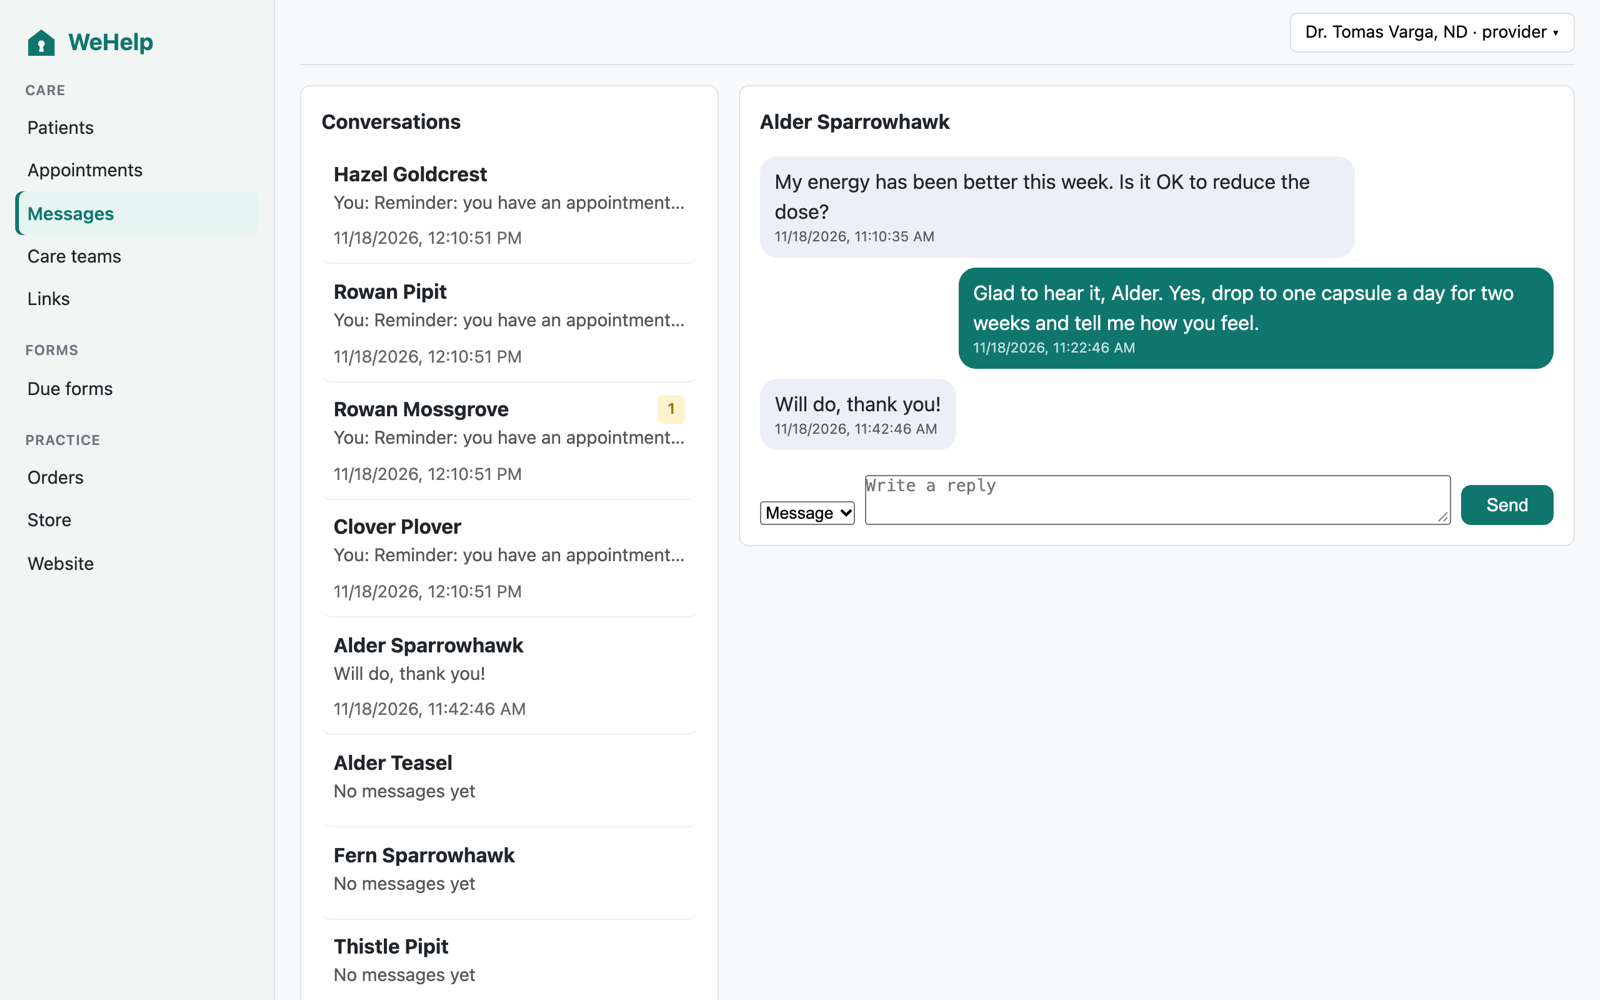 WeHelp
CARE
Patients
Appointments
Messages
Care teams
Links
FORMS
Due forms
PRACTICE
Orders
Store
Website
Dr. Tomas Varga, ND · provider ▾
Conversations
Hazel Goldcrest
You: Reminder: you have an appointment...
11/18/2026, 12:10:51 PM
Rowan Pipit
You: Reminder: you have an appointment...
11/18/2026, 12:10:51 PM
Rowan Mossgrove
1
You: Reminder: you have an appointment...
11/18/2026, 12:10:51 PM
Clover Plover
You: Reminder: you have an appointment...
11/18/2026, 12:10:51 PM
Alder Sparrowhawk
Will do, thank you!
11/18/2026, 11:42:46 AM
Alder Teasel
No messages yet
Fern Sparrowhawk
No messages yet
Thistle Pipit
No messages yet
Alder Sparrowhawk
My energy has been better this week. Is it OK to reduce the
dose?
11/18/2026, 11:10:35 AM
Glad to hear it, Alder. Yes, drop to one capsule a day for two
weeks and tell me how you feel.
11/18/2026, 11:22:46 AM
Will do, thank you!
11/18/2026, 11:42:46 AM
Message
Write a reply
Send